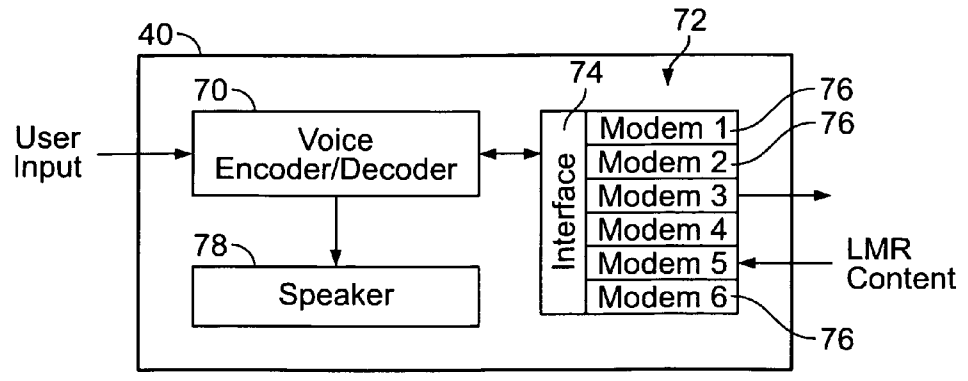 40
72
70
74
76
User
Input
Voice
Encoder/Decoder
Interface
Modem 1
76
Modem 2
Modem 3
Modem 4
78
Speaker
Modem 5
LMR
Content
Modem 6
76